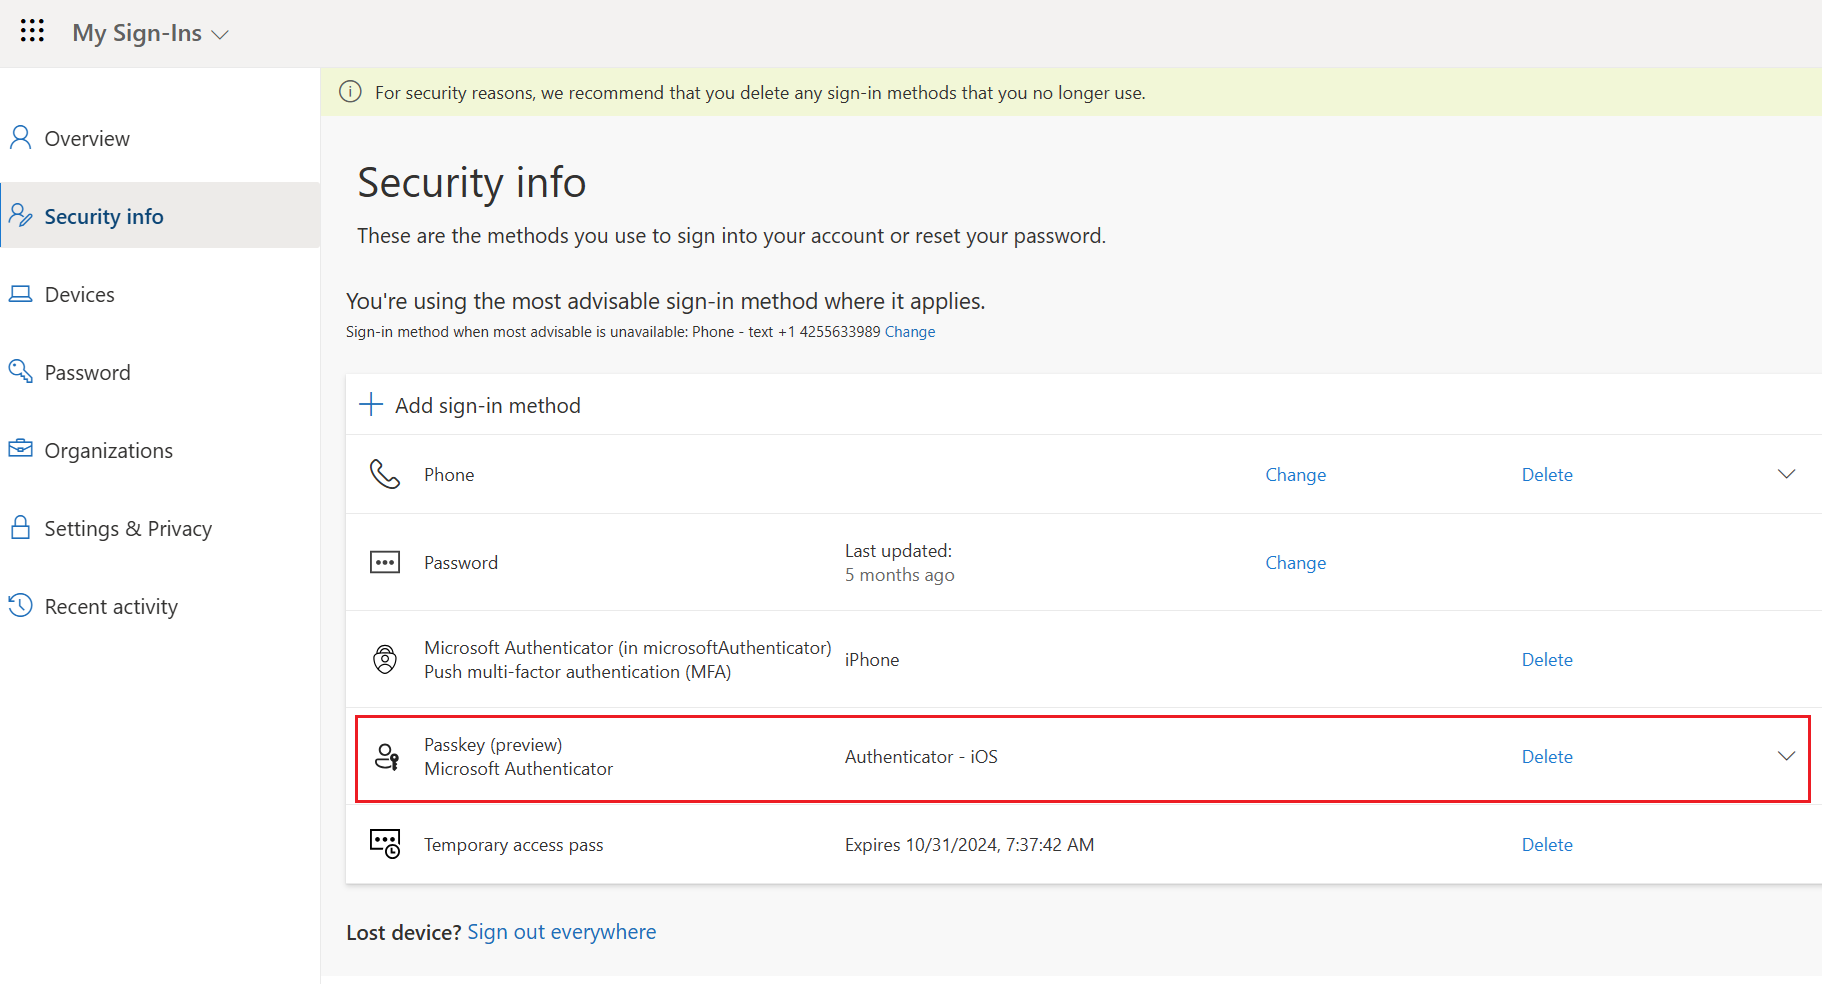 My Sign-Ins
For security reasons, we recommend that you delete any sign-in methods that you no longer use.
Overview
Security info
Devices
Password
Organizations
Settings & Privacy
Recent activity
Security info
These are the methods you use to sign into your account or reset your password.
You're using the most advisable sign-in method where it applies.
Sign-in method when most advisable is unavailable: Phone - text +1 4255633989 Change
Add sign-in method
Phone Change Delete
Password Last updated: Change
5 months ago
Microsoft Authenticator (in microsoftAuthenticator) iPhone Delete
Push multi-factor authentication (MFA)
Passkey (preview) Authenticator - iOS Delete
Microsoft Authenticator
Temporary access pass Expires 10/31/2024, 7:37:42 AM Delete
Lost device? Sign out everywhere